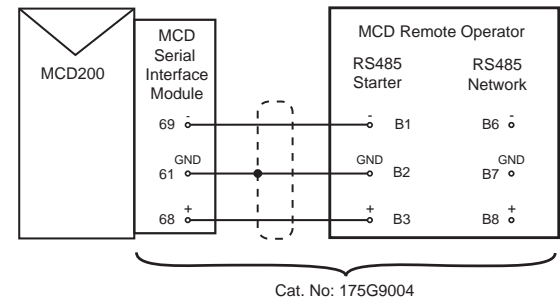 MCD200
MCD
Serial
Interface
Module
MCD Remote Operator
RS485
Starter
RS485
Network
69 -
- B1
B6 -
61 GND
GND B2
B7 GND
68 +
+ B3
B8 +
Cat. No: 175G9004